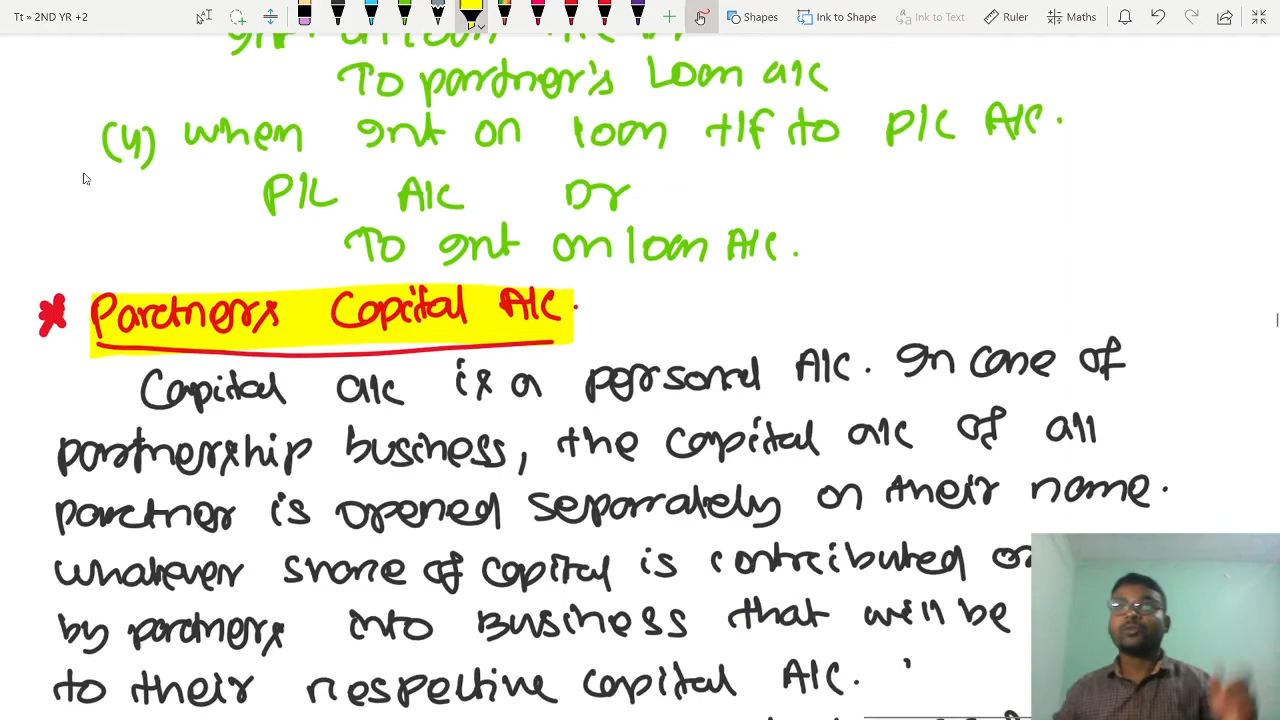 Tt > 2ND YR +2
Shapes Ink to Shape Ink to Text Ruler Maths
To partner's Loan a/c
(4) when Int on loan t/f to P/L A/c.
P/L A/c Dr
To Int on loan A/c.
* Partners Capital A/c.
Capital a/c is a personal A/c. In case of
partnership business, the capital a/c of all
partner is opened separately on their name.
whatever share of capital is contributed or
by partners into Business that will be
to their respective capital A/c.